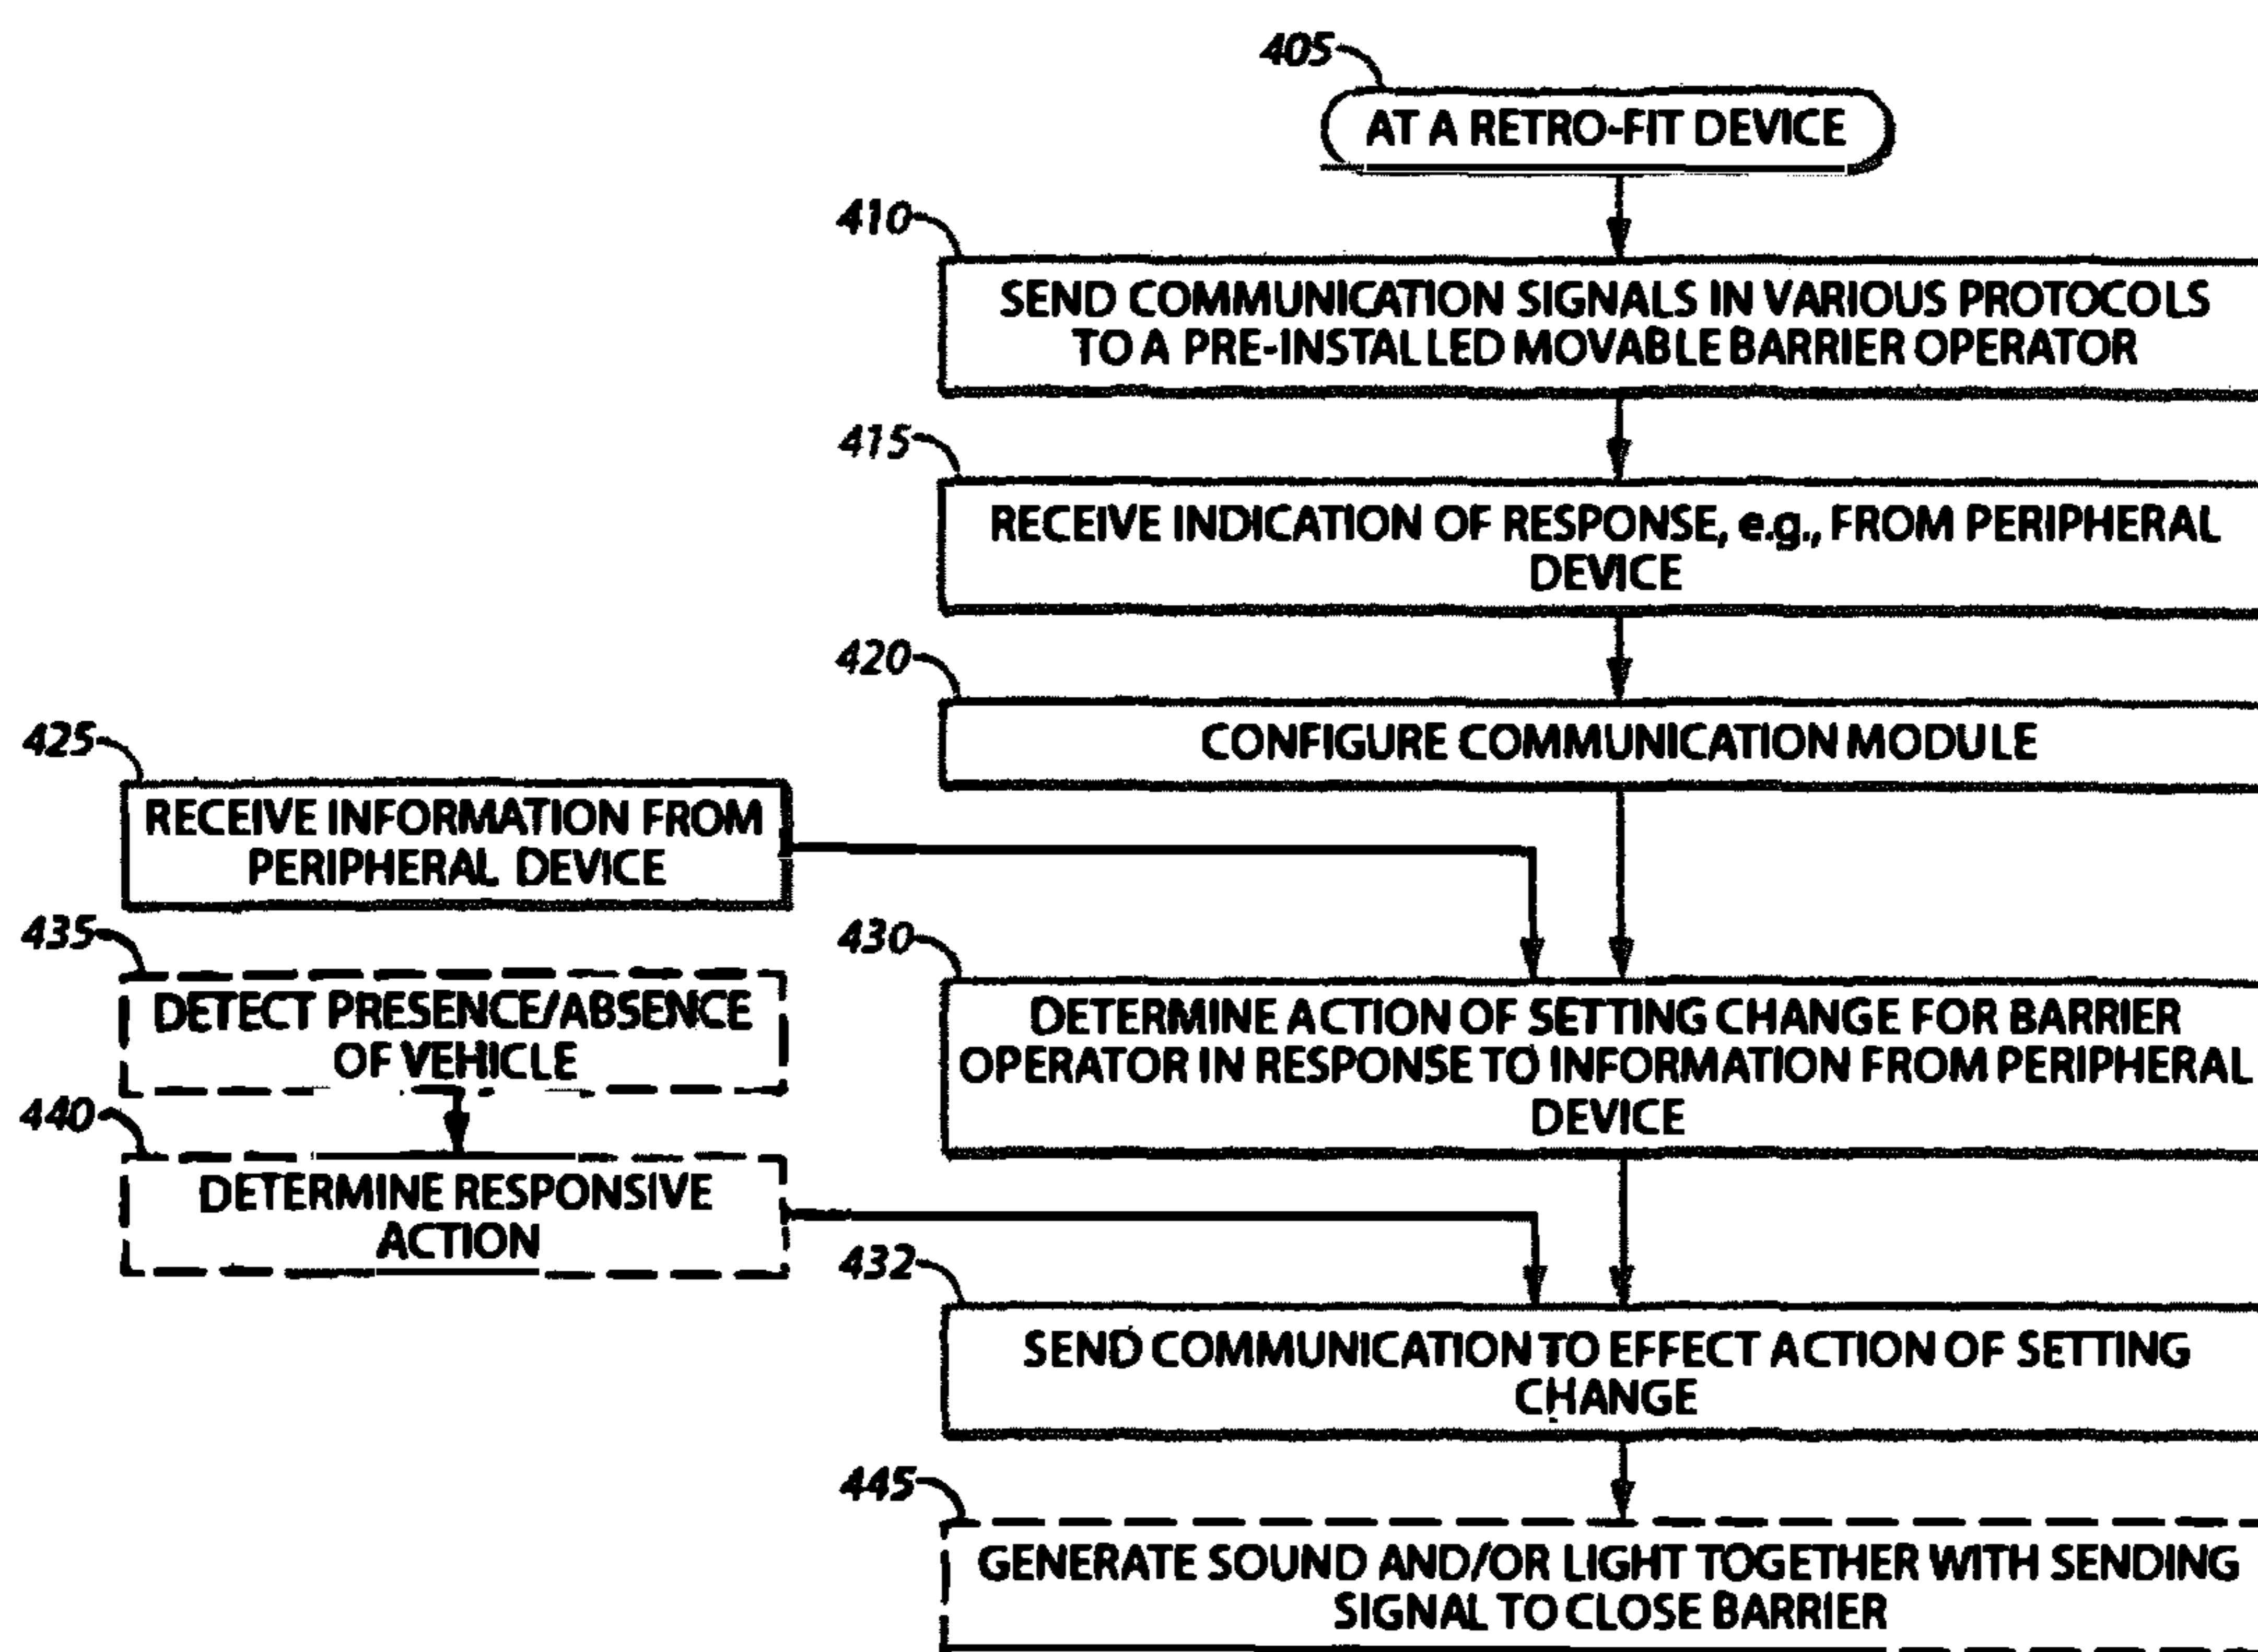 405
AT A RETRO-FIT DEVICE
410
SEND COMMUNICATION SIGNALS IN VARIOUS PROTOCOLS
TO A PRE-INSTALLED MOVABLE BARRIER OPERATOR
415
RECEIVE INDICATION OF RESPONSE, e.g., FROM PERIPHERAL
DEVICE
420
CONFIGURE COMMUNICATION MODULE
425
RECEIVE INFORMATION FROM
PERIPHERAL DEVICE
430
DETERMINE ACTION OF SETTING CHANGE FOR BARRIER
OPERATOR IN RESPONSE TO INFORMATION FROM PERIPHERAL
DEVICE
435
DETECT PRESENCE/ABSENCE
OF VEHICLE
440
DETERMINE RESPONSIVE
ACTION
432
SEND COMMUNICATION TO EFFECT ACTION OF SETTING
CHANGE
445
GENERATE SOUND AND/OR LIGHT TOGETHER WITH SENDING
SIGNAL TO CLOSE BARRIER